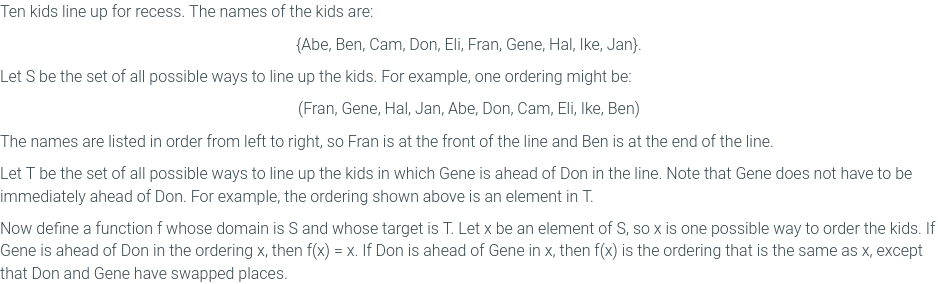 Ten kids line up for recess. The names of the kids are:
{Abe, Ben, Cam, Don, Eli, Fran, Gene, Hal, Ike, Jan}.
Let S be the set of all possible ways to line up the kids. For example, one ordering might be:
(Fran, Gene, Hal, Jan, Abe, Don, Cam, Eli, Ike, Ben)
The names are listed in order from left to right, so Fran is at the front of the line and Ben is at the end of the line.
Let T be the set of all possible ways to line up the kids in which Gene is ahead of Don in the line. Note that Gene does not have to be
immediately ahead of Don. For example, the ordering shown above is an element in T.
Now define a function f whose domain is S and whose target is T. Let x be an element of S, so x is one possible way to order the kids. If
Gene is ahead of Don in the ordering x, then f(x) = x. If Don is ahead of Gene in x, then f(x) is the ordering that is the same as x, except
that Don and Gene have swapped places.